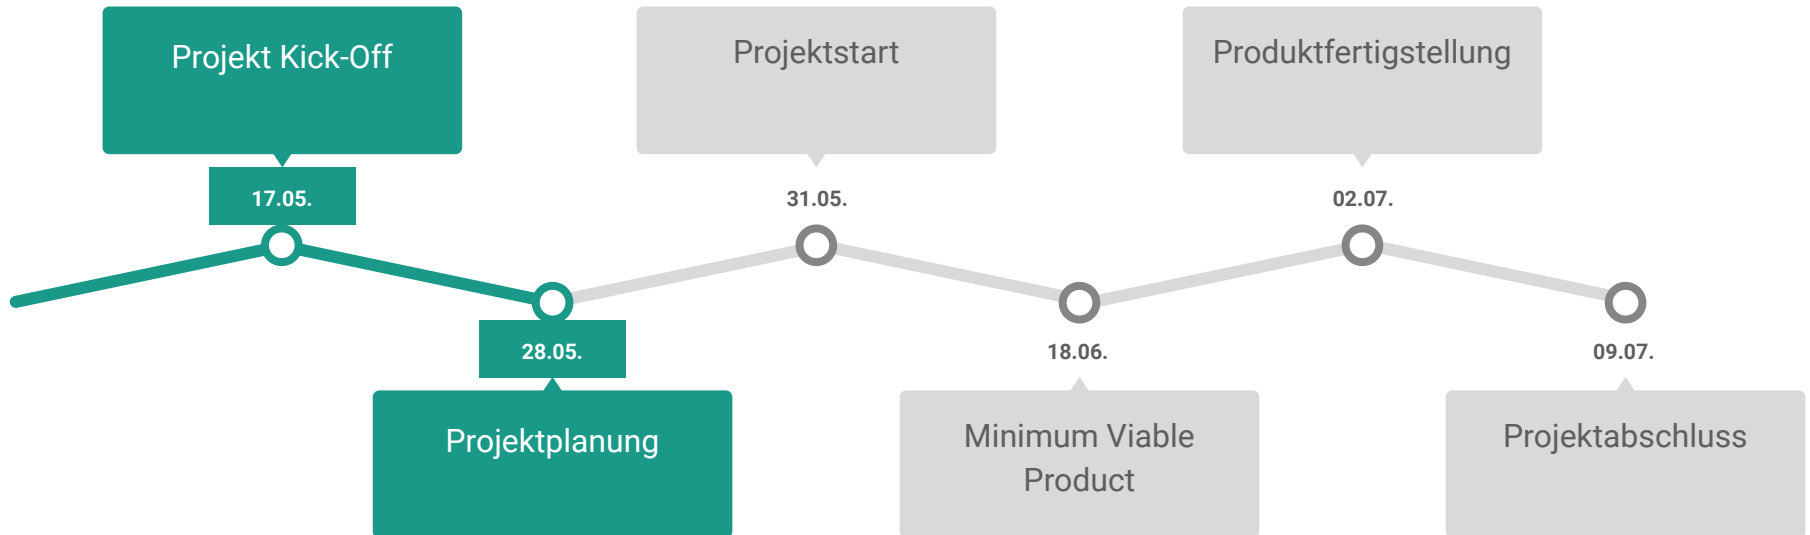 Projekt Kick-Off
17.05.
28.05.
Projektplanung
Projektstart
31.05.
18.06.
Minimum Viable
Product
Produktfertigstellung
02.07.
09.07.
Projektabschluss